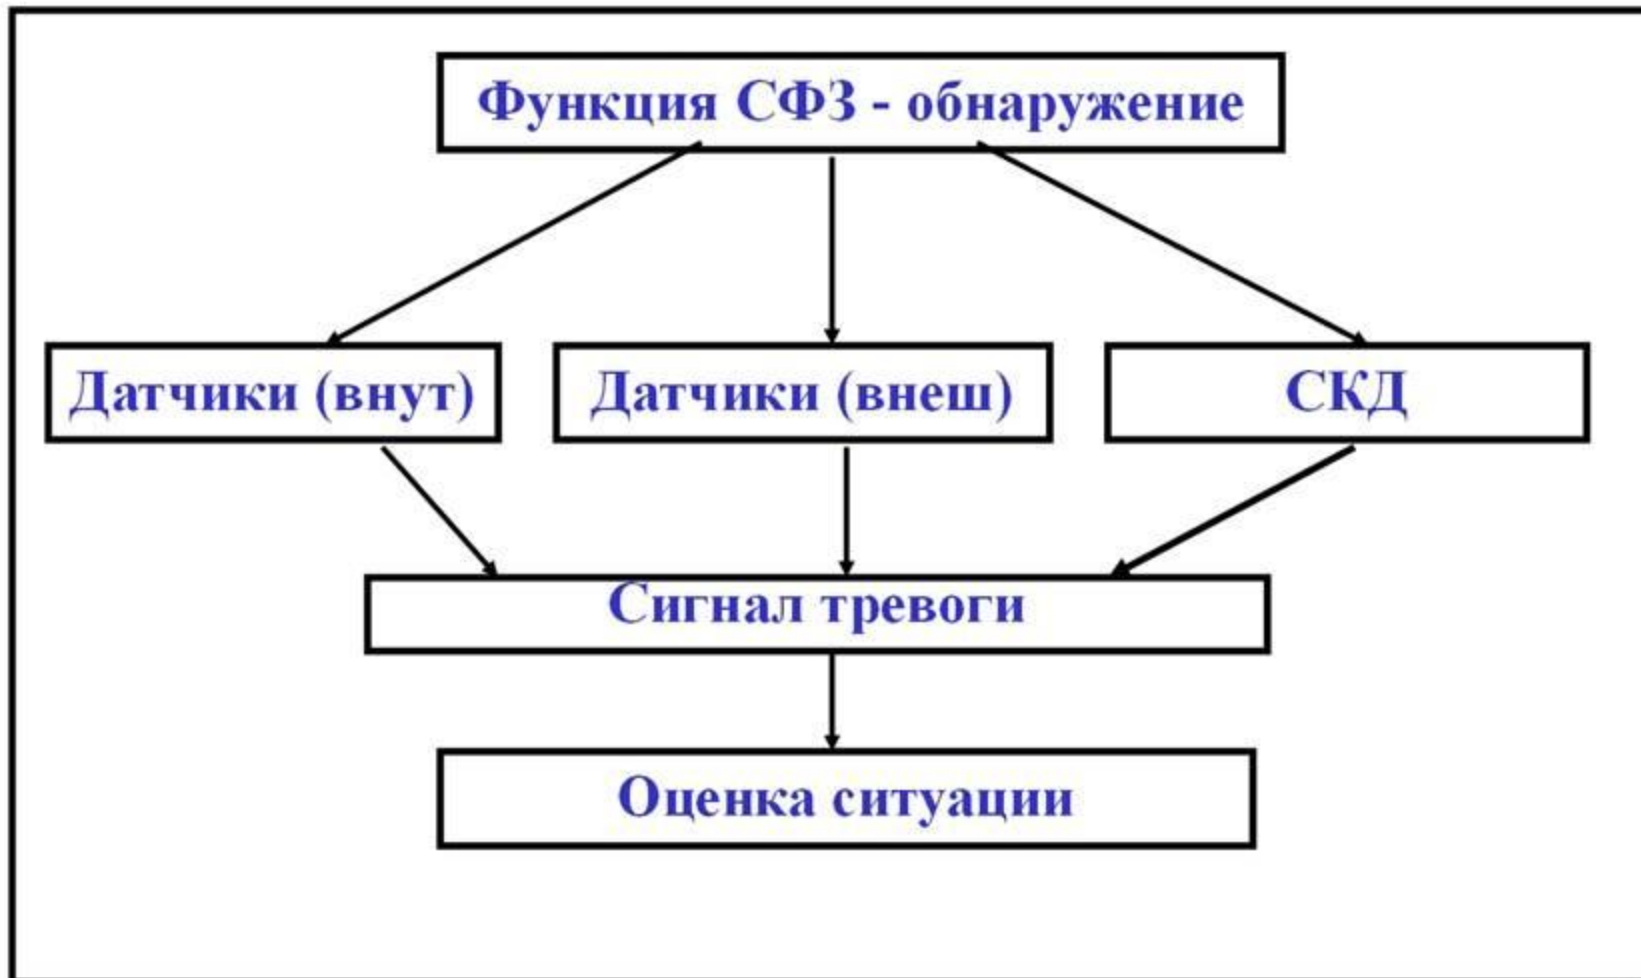 Функция СФЗ - обнаружение
Датчики (внут)
Датчики (внеш)
СКД
Сигнал тревоги
Оценка ситуации